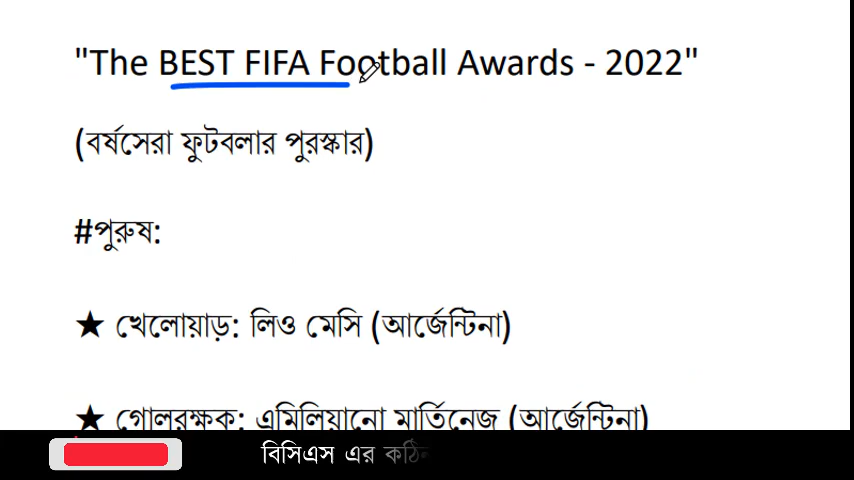 "The BEST FIFA Football Awards - 2022"
(বর্ষসেরা ফুটবলার পুরস্কার)
#পুরুষ:
★ খেলোয়াড়: লিও মেসি (আর্জেন্টিনা)
★ গোলরক্ষক: এমিলিয়ানো মার্তিনেজ (আর্জেন্টিনা)
বিসিএস এর